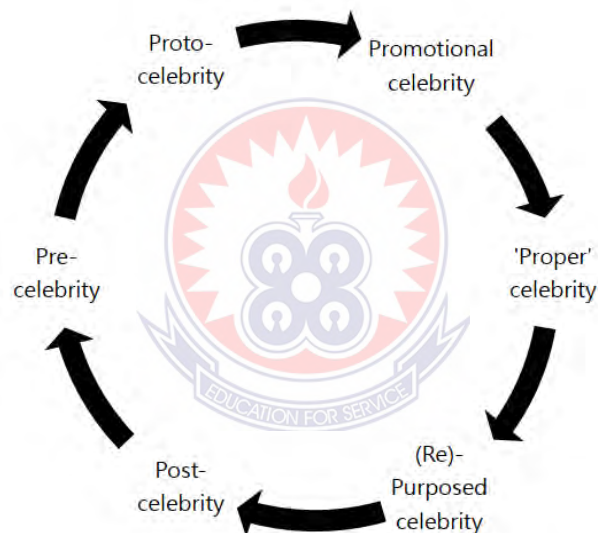 Proto-
celebrity
Promotional
celebrity
'Proper'
celebrity
(Re)-
Purposed
celebrity
Post-
celebrity
Pre-
celebrity
EDUCATION FOR SERVICE